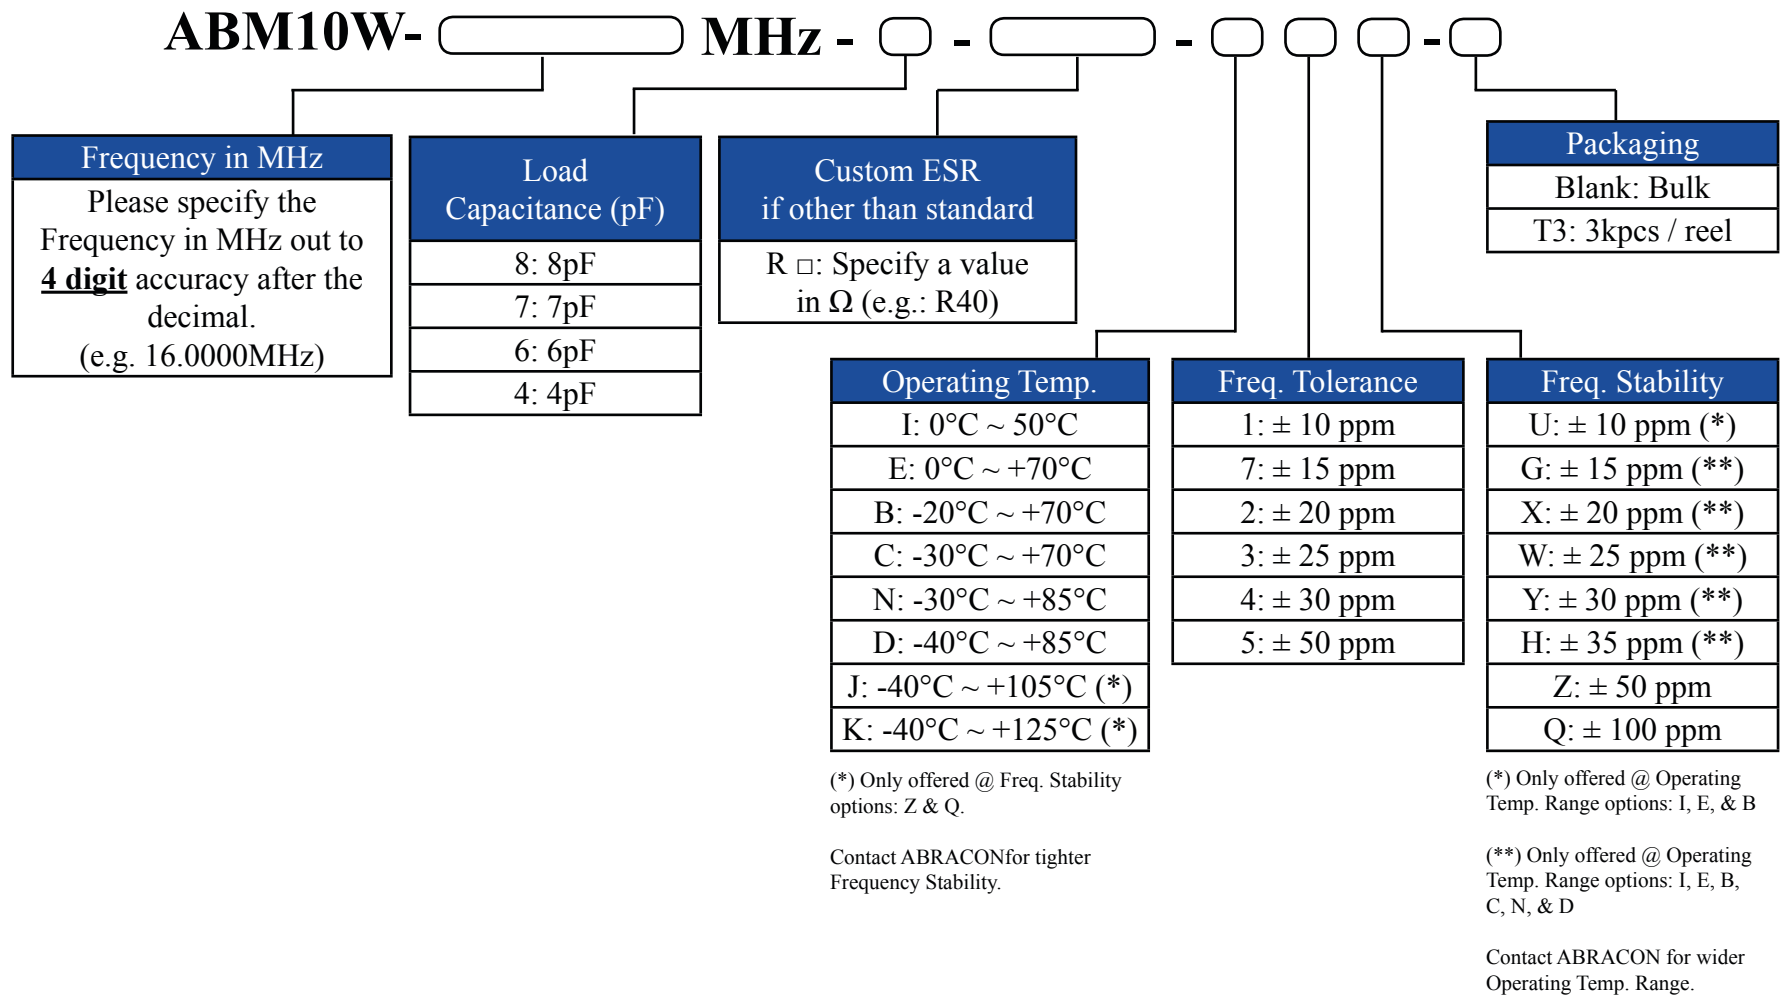 ABM10W- MHz - - - -
Frequency in MHz
Please specify the
Frequency in MHz out to
4 digit accuracy after the
decimal.
(e.g. 16.0000MHz)
Load
Capacitance (pF)
8: 8pF
7: 7pF
6: 6pF
4: 4pF
Custom ESR
if other than standard
R □: Specify a value
in Ω (e.g.: R40)
Packaging
Blank: Bulk
T3: 3kpcs / reel
Operating Temp.
I: 0°C ~ 50°C
E: 0°C ~ +70°C
B: -20°C ~ +70°C
C: -30°C ~ +70°C
N: -30°C ~ +85°C
D: -40°C ~ +85°C
J: -40°C ~ +105°C (*)
K: -40°C ~ +125°C (*)
(*) Only offered @ Freq. Stability
options: Z & Q.
Contact ABRACONfor tighter
Frequency Stability.
Freq. Tolerance
1: ± 10 ppm
7: ± 15 ppm
2: ± 20 ppm
3: ± 25 ppm
4: ± 30 ppm
5: ± 50 ppm
Freq. Stability
U: ± 10 ppm (*)
G: ± 15 ppm (**)
X: ± 20 ppm (**)
W: ± 25 ppm (**)
Y: ± 30 ppm (**)
H: ± 35 ppm (**)
Z: ± 50 ppm
Q: ± 100 ppm
(*) Only offered @ Operating
Temp. Range options: I, E, & B
(**) Only offered @ Operating
Temp. Range options: I, E, B,
C, N, & D
Contact ABRACON for wider
Operating Temp. Range.